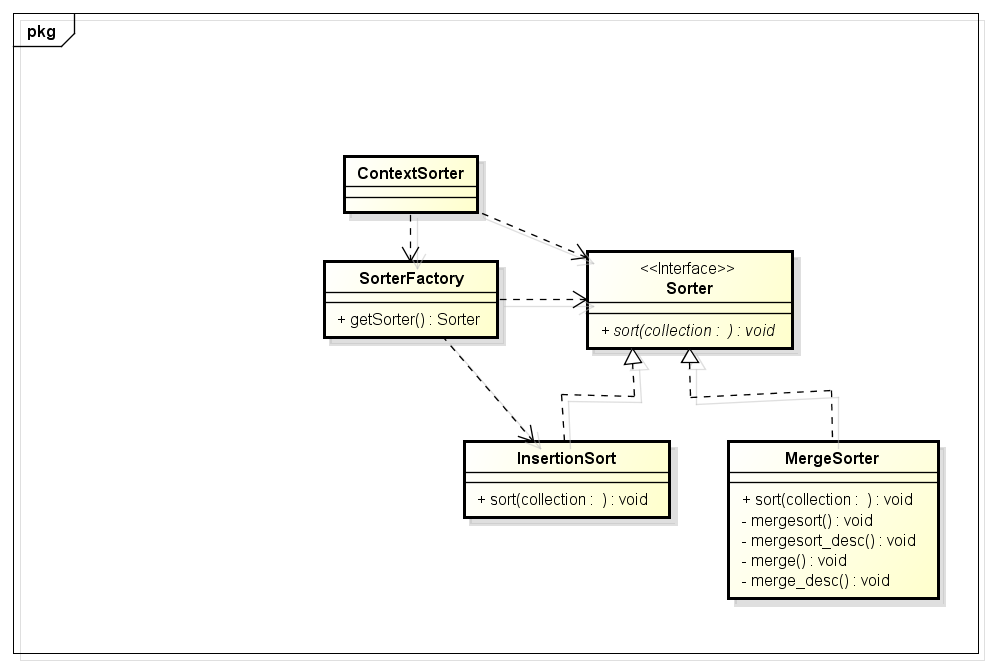 pkg
ContextSorter
SorterFactory
+ getSorter() : Sorter
<<Interface>>
Sorter
+ sort(collection : ) : void
InsertionSort
+ sort(collection : ) : void
MergeSorter
+ sort(collection : ) : void
- mergesort() : void
- mergesort_desc() : void
- merge() : void
- merge_desc() : void